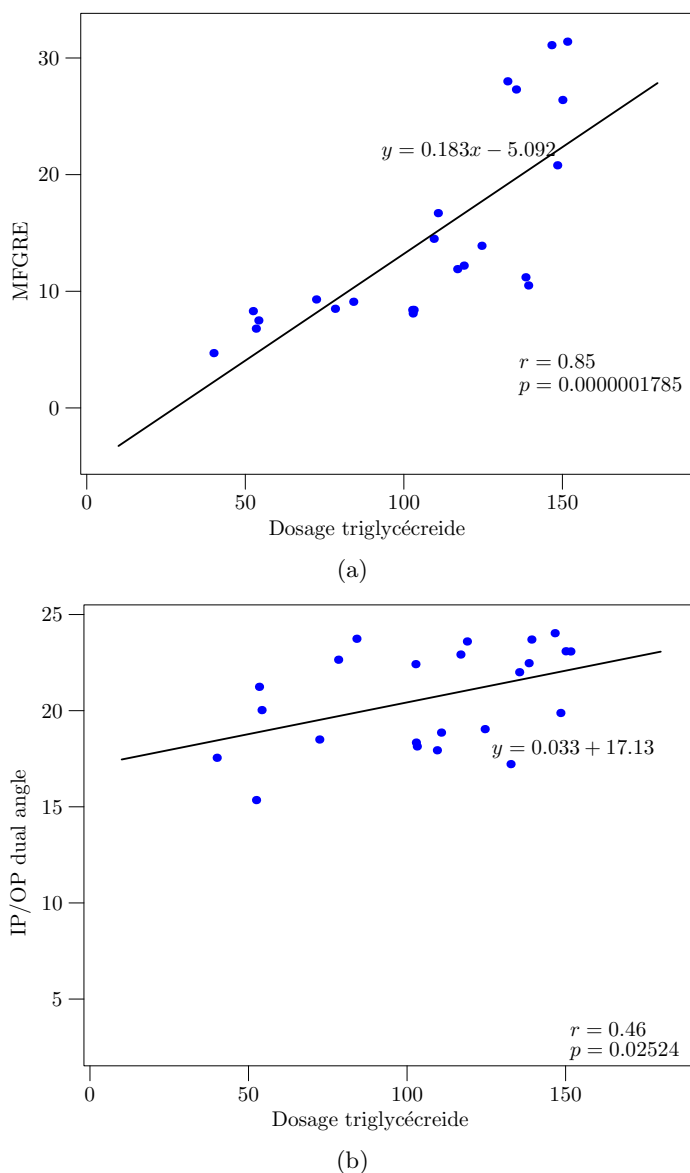 30
20
10
0
MFGRE
y = 0.183x − 5.092
r = 0.85
p = 0.0000001785
0 50 100 150
Dosage triglycécreide
(a)
25
20
15
10
5
IP/OP dual angle
y = 0.033 + 17.13
r = 0.46
p = 0.02524
0 50 100 150
Dosage triglycécreide
(b)